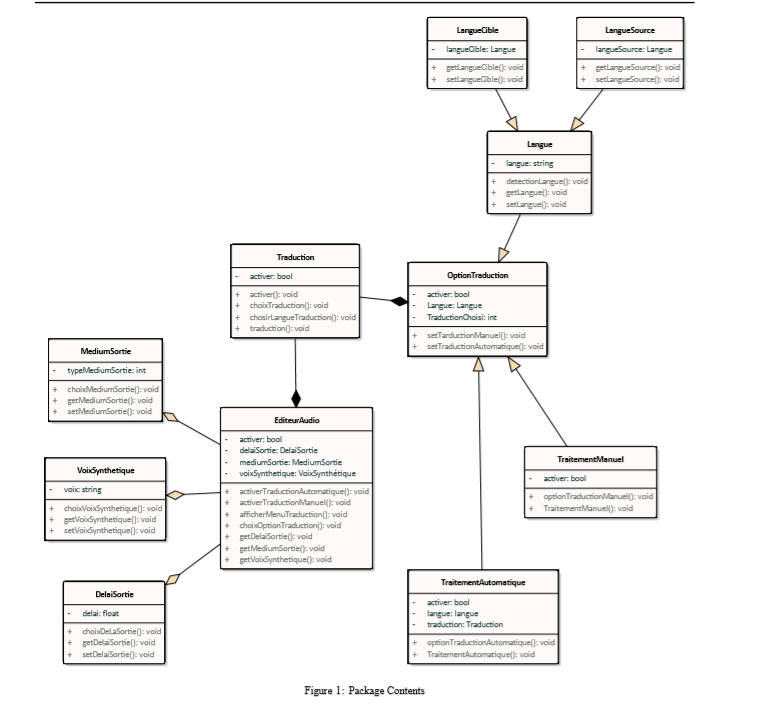 LangueCible
- langueCible: Langue
+ getLangueCible(): void
+ setLangueCible(): void
LangueSource
- langueSource: Langue
+ getLangueSource(): void
+ setLangueSource(): void
Langue
- langue: string
+ detectionLangue(): void
+ getLangue(): void
+ setLangue(): void
Traduction
- activer: bool
+ activer(): void
+ choixTraduction(): void
+ chosirLangueTraduction(): void
+ traduction(): void
OptionTraduction
- activer: bool
- Langue: Langue
- TraductionChoisi: int
+ setTarductionManuel(): void
+ setTraductionAutomatique(): void
MediumSortie
- typeMediumSortie: int
+ choixMediumSortie(): void
+ getMediumSortie(): void
+ setMediumSortie(): void
EditeurAudio
- activer: bool
- delaiSortie: DelaiSortie
- mediumSortie: MediumSortie
- voixSynthetique: VoixSynthétique
+ activerTraductionAutomatique(): void
+ activerTraductionManuel(): void
+ afficherMenuTraduction(): void
+ choixOptionTraduction(): void
+ getDelaiSortie(): void
+ getMediumSortie(): void
+ getVoixSynthetique(): void
VoixSynthetique
- voix: string
+ choixVoixSynthetique(): void
+ getVoixSynthetique(): void
+ setVoixSynthetique(): void
TraitementManuel
- activer: bool
+ optionTraductionManuel(): void
+ TraitementManuel(): void
DelaiSortie
- delai: float
+ choixDeLaSortie(): void
+ getDelaiSortie(): void
+ setDelaiSortie(): void
TraitementAutomatique
- activer: bool
- langue: langue
- traduction: Traduction
+ optionTraductionAutomatique(): void
+ TraitementAutomatique(): void
Figure 1: Package Contents